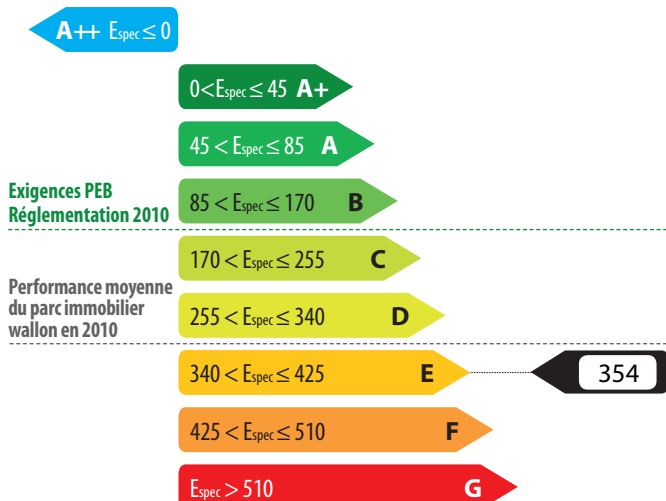 A++ Espec ≤ 0
0<Espec ≤ 45 A+
45 < Espec ≤ 85 A
Exigences PEB
Réglementation 2010
85 < Espec ≤ 170 B
170 < Espec ≤ 255 C
Performance moyenne
du parc immobilier
wallon en 2010
255 < Espec ≤ 340 D
340 < Espec ≤ 425 E
354
425 < Espec ≤ 510 F
Espec > 510 G